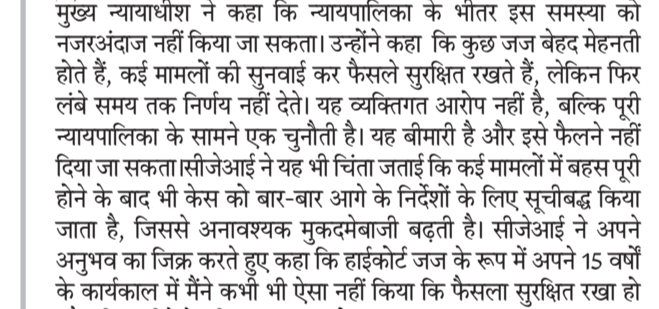 मुख्य न्यायाधीश ने कहा कि न्यायपालिका के भीतर इस समस्या को
नजरअंदाज नहीं किया जा सकता। उन्होंने कहा कि कुछ जज बेहद मेहनती
होते हैं, कई मामलों की सुनवाई कर फैसले सुरक्षित रखते हैं, लेकिन फिर
लंबे समय तक निर्णय नहीं देते। यह व्यक्तिगत आरोप नहीं है, बल्कि पूरी
न्यायपालिका के सामने एक चुनौती है। यह बीमारी है और इसे फैलने नहीं
दिया जा सकता।सीजेआई ने यह भी चिंता जताई कि कई मामलों में बहस पूरी
होने के बाद भी केस को बार-बार आगे के निर्देशों के लिए सूचीबद्ध किया
जाता है, जिससे अनावश्यक मुकदमेबाजी बढ़ती है। सीजेआई ने अपने
अनुभव का जिक्र करते हुए कहा कि हाईकोर्ट जज के रूप में अपने 15 वर्षों
के कार्यकाल में मैंने कभी भी ऐसा नहीं किया कि फैसला सुरक्षित रखा हो